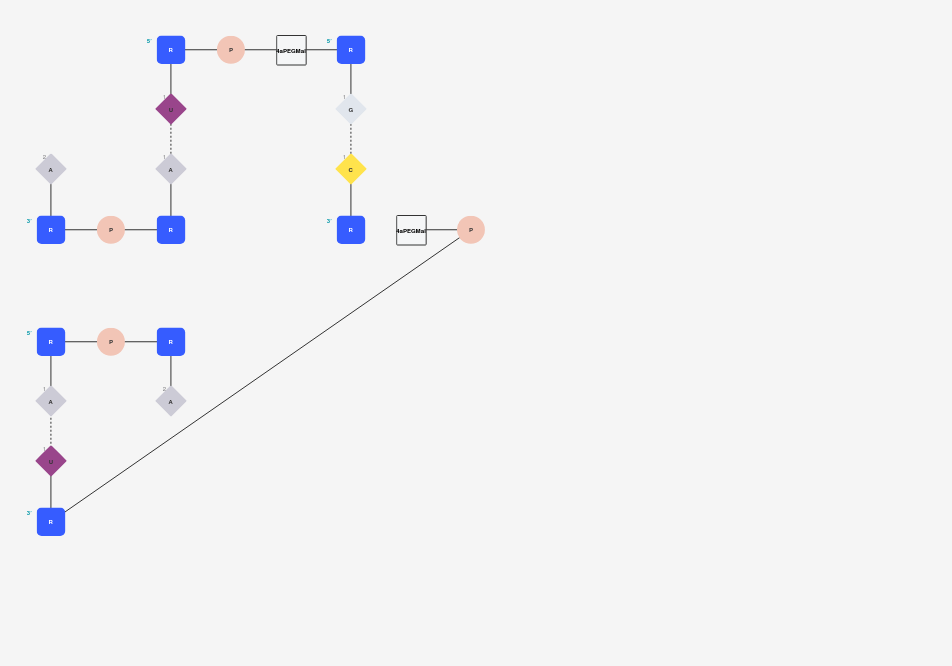 5' R P 4aPEGMal 5' R
1 U 1 G
2 A 1 A 1 C
3' R P R 3' R 4aPEGMal P
5' R P R
1 A 2 A
U
3' R